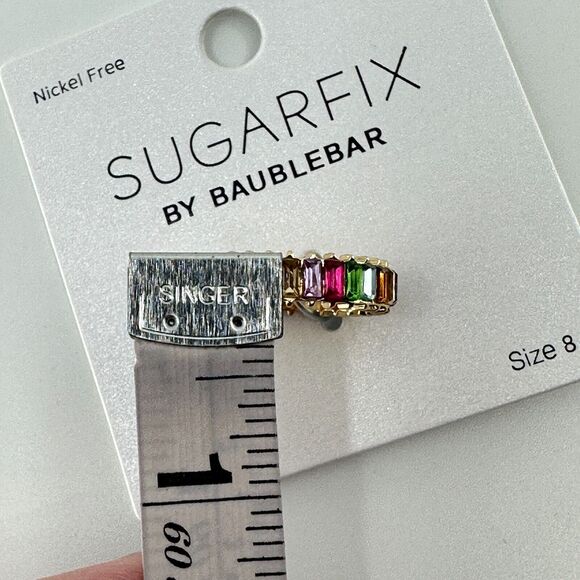 Nickel Free
SUGARFIX
BY BAUBLEBAR
SINGER
Size 8
1
60